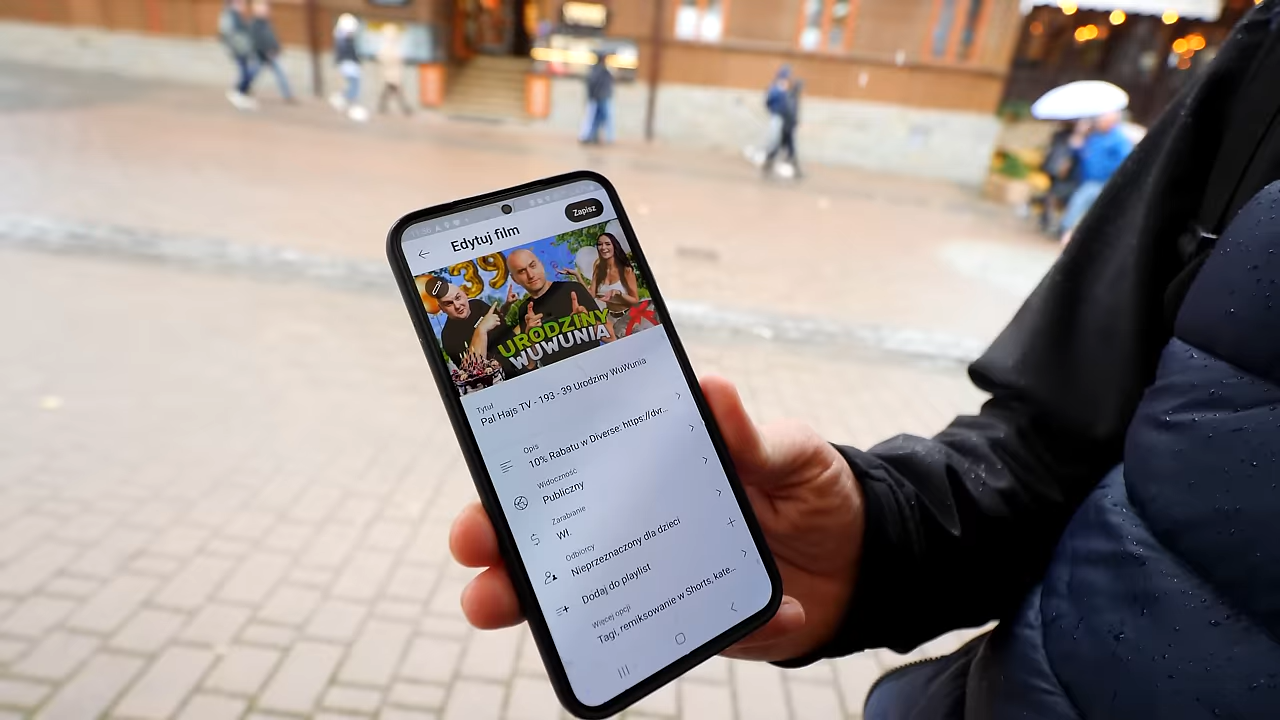 Edytuj film
Zapisz
39
URODZINY
WUWUNIA
Tytuł
Pal Hajs TV - 193 - 39 Urodziny WuWunia
Opis
10% Rabatu w Diverse: https://dvr...
Widoczność
Publiczny
Zarabianie
Wł.
Odbiorcy
Nieprzeznaczony dla dzieci
Dodaj do playlist
Więcej opcji
Tagi, remiksowanie w Shorts, kate...